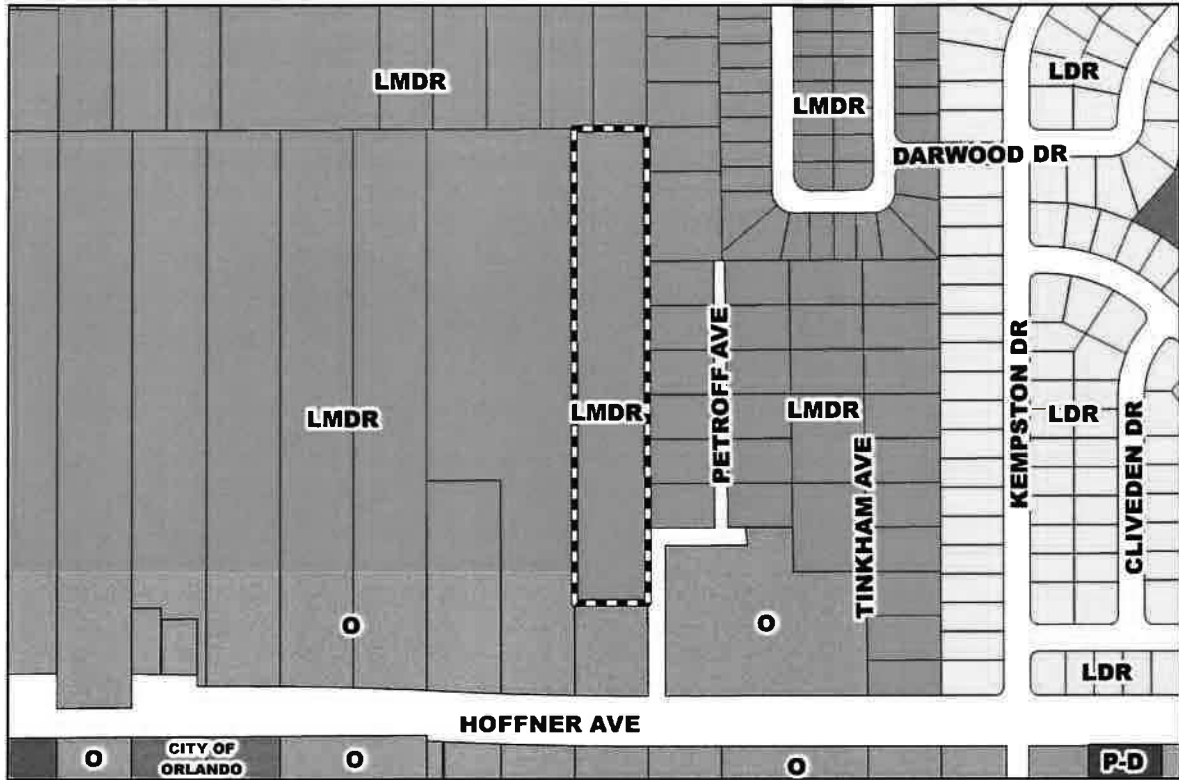 LDR
LMDR
LMDR
DARWOOD DR
PETROFF AVE
KEMPSTON DR
LMDR
LMDR
LMDR
LDR
CLIVEDEN DR
TINKHAM AVE
O
O
LDR
HOFFNER AVE
O
CITY OF
ORLANDO
O
O
P-D